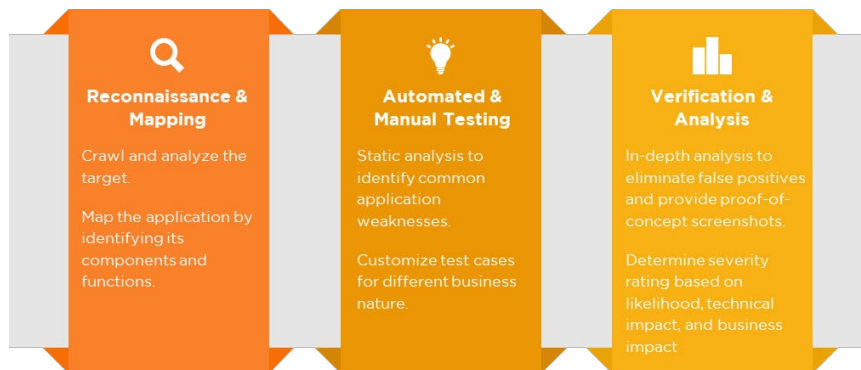 Reconnaissance &
Mapping
Crawl and analyze the
target.
Map the application by
identifying its
components and
functions.
Automated &
Manual Testing
Static analysis to
identify common
application
weaknesses.
Customize test cases
for different business
nature.
Verification &
Analysis
In-depth analysis to
eliminate false positives
and provide proof-of-
concept screenshots.
Determine severity
rating based on
likelihood, technical
impact, and business
impact